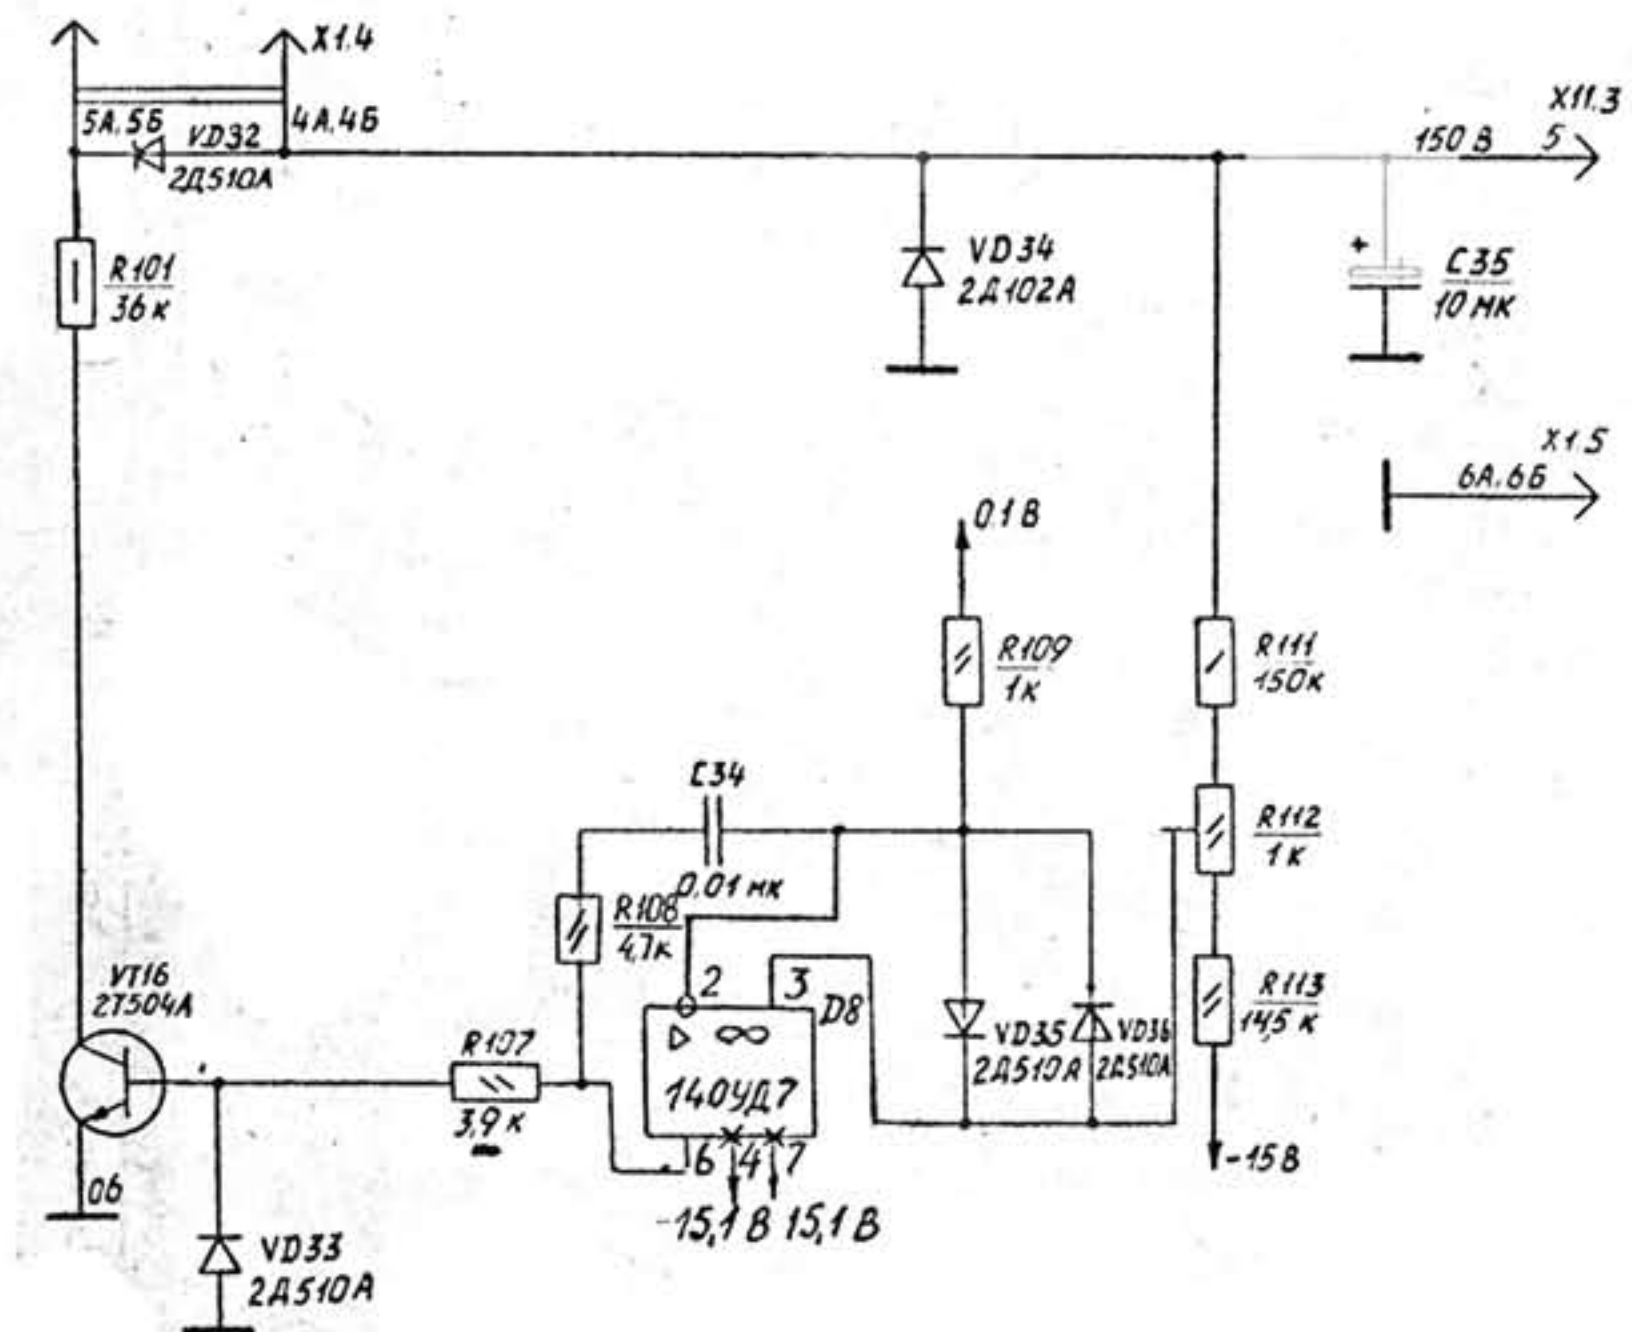 X1.4
X11.3
5А.5Б
VD32
4А.4Б
150 В
5
2Д510А
R101
36 к
VD34
2Д102А
+
С35
10 мк
X1.5
6А.6Б
0.1 В
R109
1к
R111
150к
С34
R112
1 к
0,01 мк
R108
4,7к
VT16
2Т504А
2
3
D8
R113
14,5 к
R107
▷ ∞
VD35
VD36
2Д510А
2Д510А
140УД7
3,9 к
6
4
7
-15 В
0б
-15,1 В
15,1 В
VD33
2Д510А